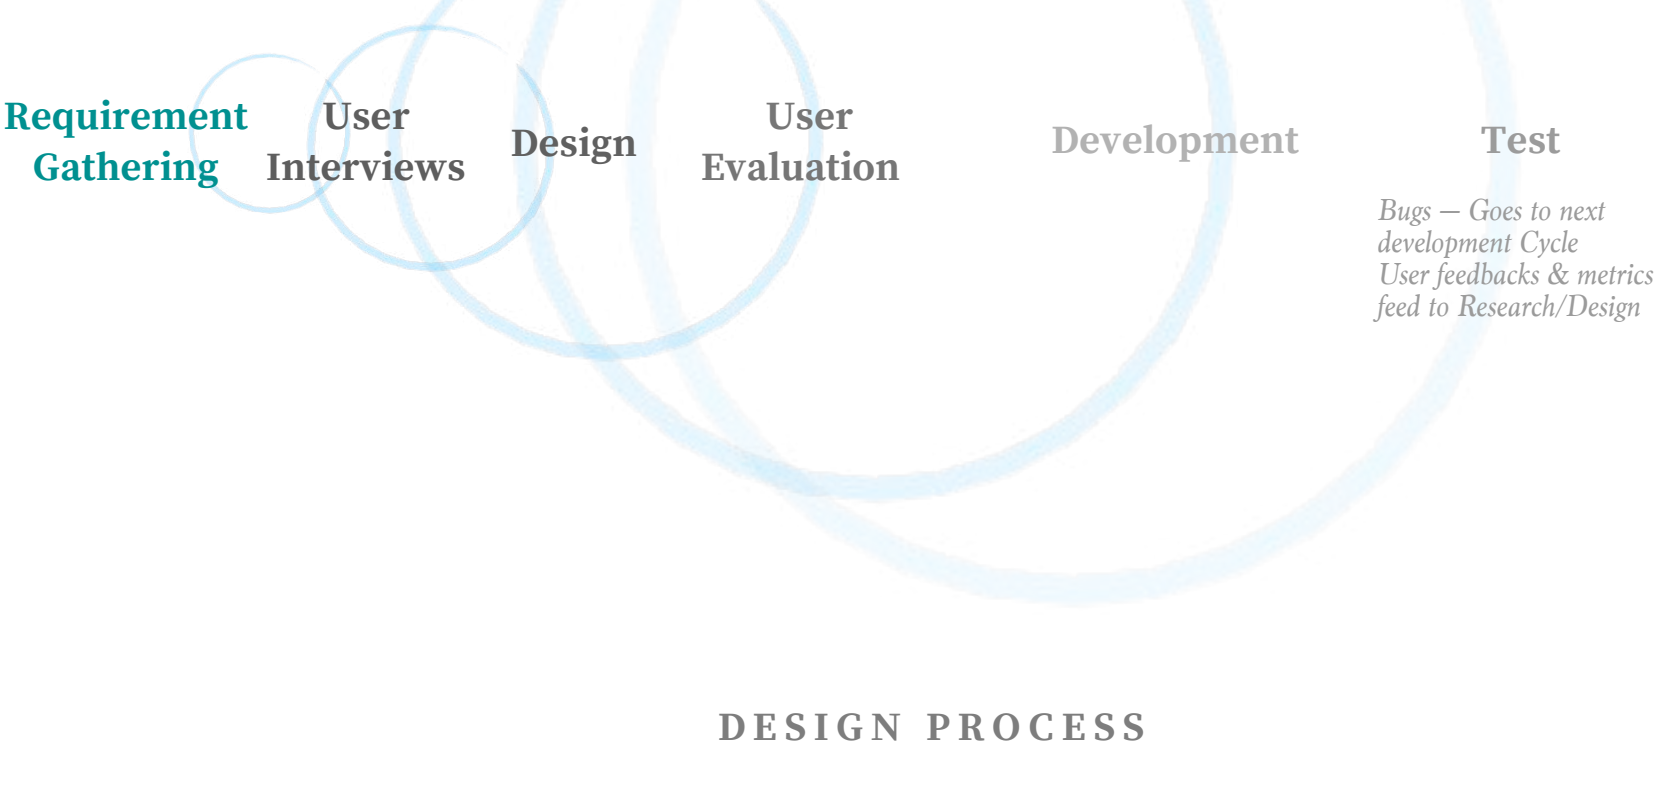 Requirement
Gathering
User
Interviews
Design
User
Evaluation
Development
Test
Bugs — Goes to next
development Cycle
User feedbacks & metrics
feed to Research/Design
DESIGN PROCESS